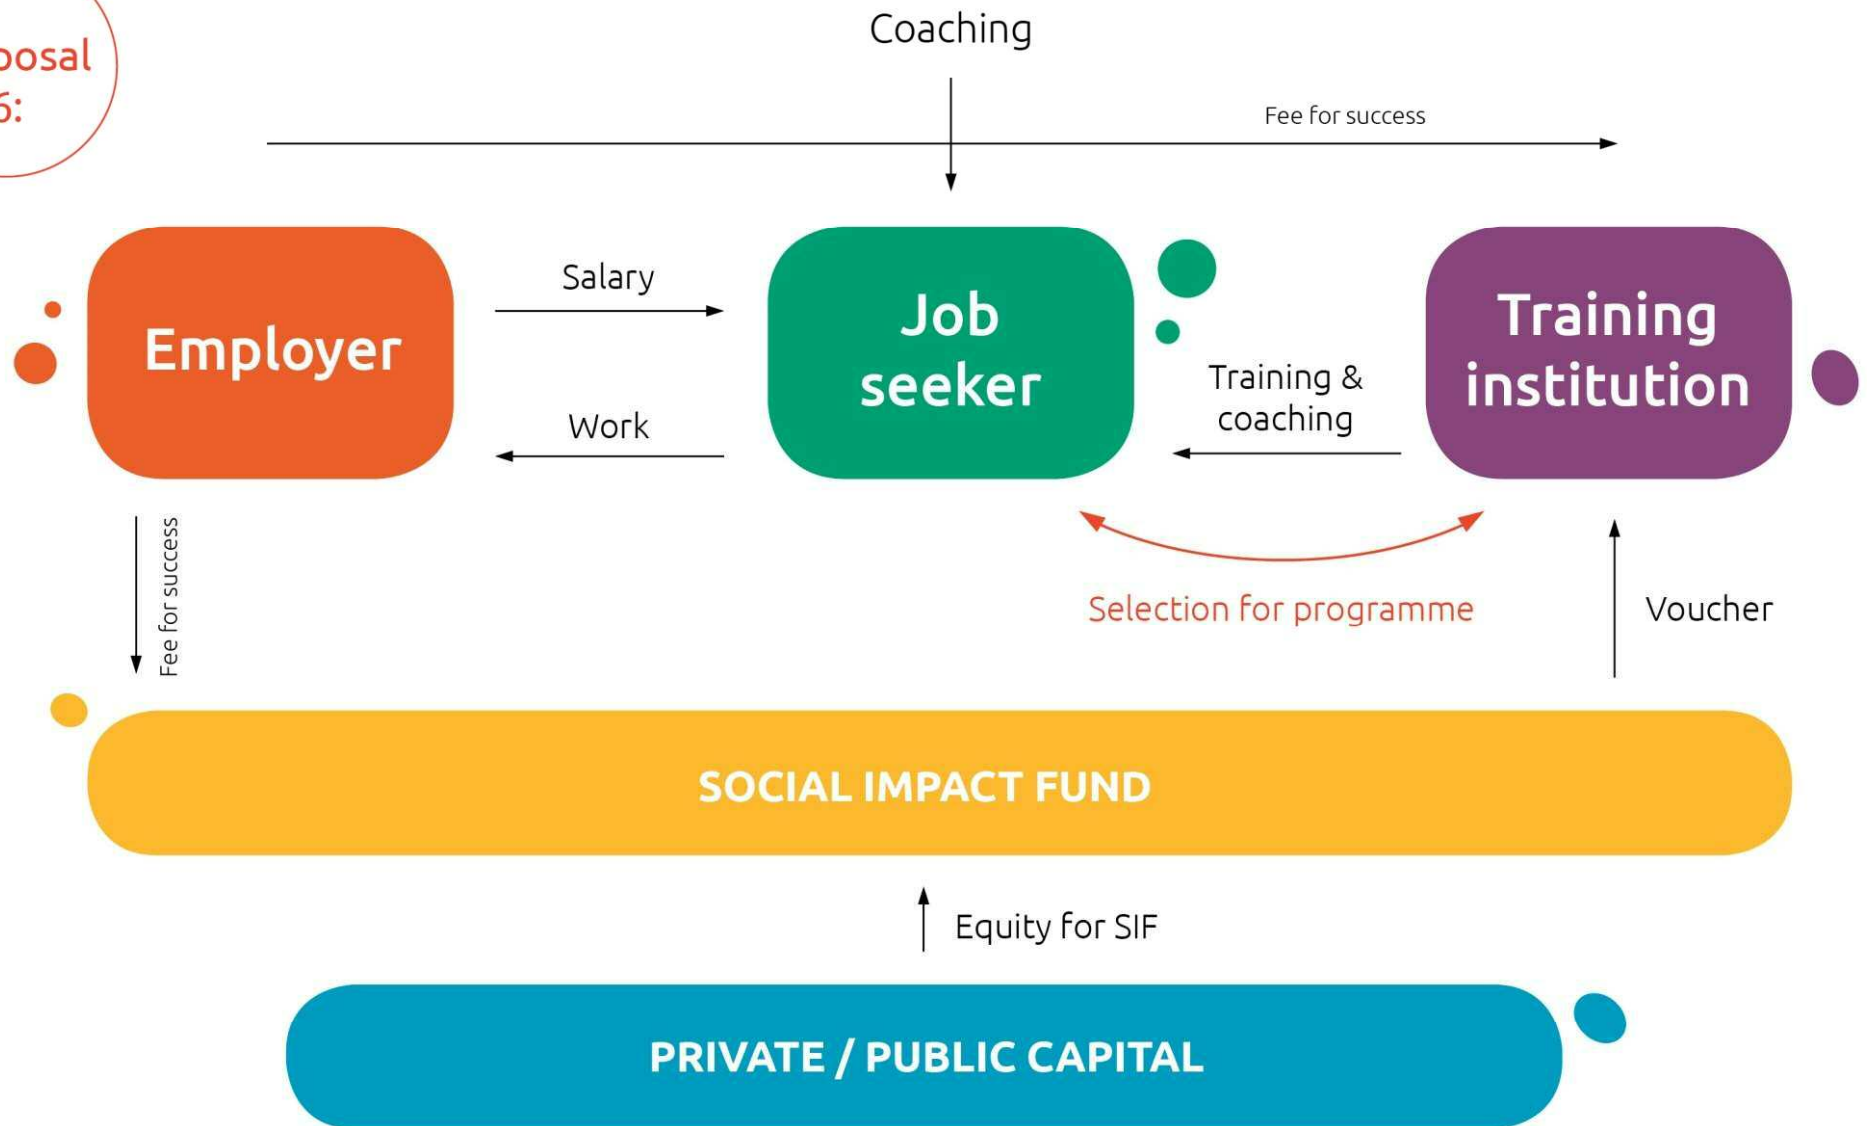 Coaching
6:
Fee for success
Salary
Employer
Job
seeker
Training
institution
Training &
coaching
Work
Fee for success
Selection for programme
Voucher
SOCIAL IMPACT FUND
Equity for SIF
PRIVATE / PUBLIC CAPITAL